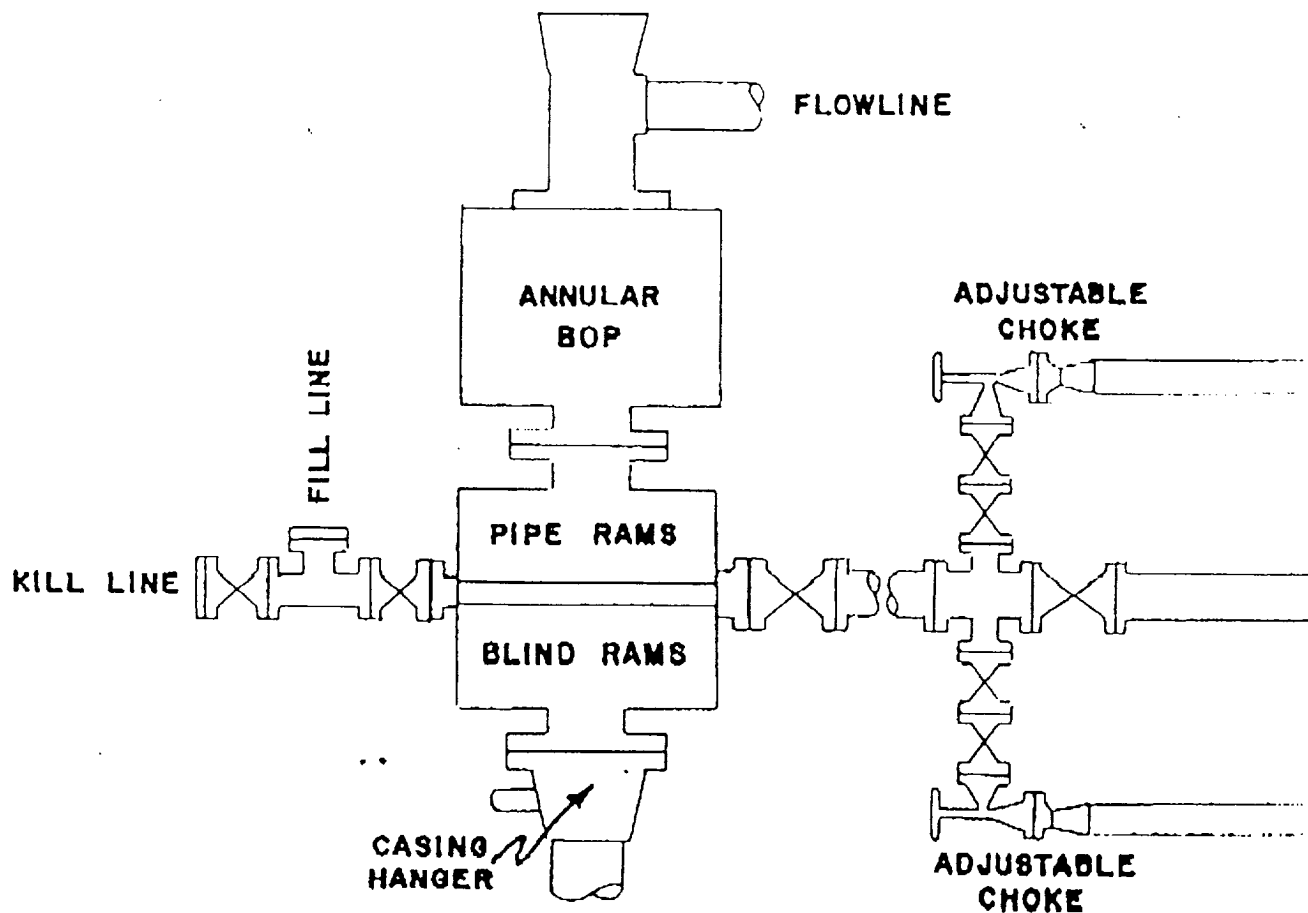 FLOWLINE
ANNULAR
BOP
ADJUSTABLE
CHOKE
FILL LINE
PIPE RAMS
KILL LINE
BLIND RAMS
CASING
HANGER
ADJUSTABLE
CHOKE